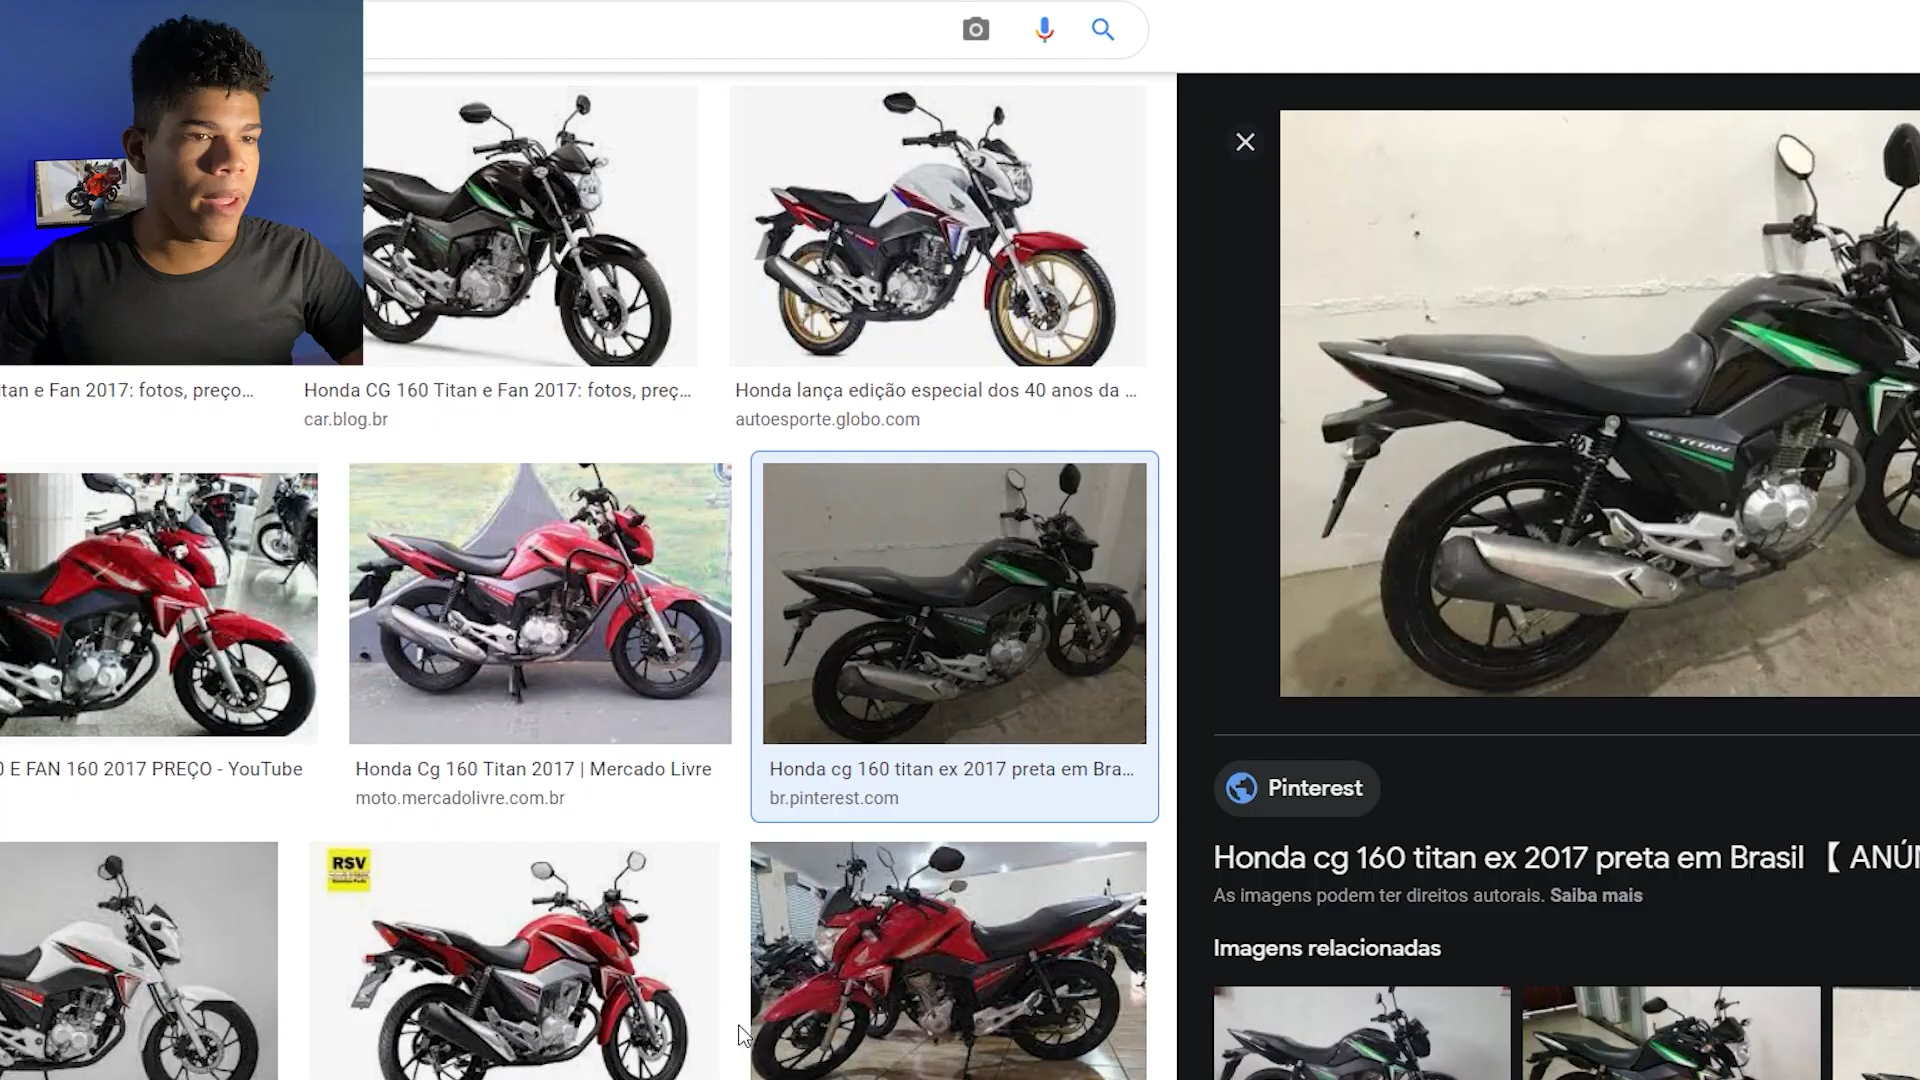 tan e Fan 2017: fotos, preço...
Honda CG 160 Titan e Fan 2017: fotos, preç...
car.blog.br
Honda lança edição especial dos 40 anos da ...
autoesporte.globo.com
CG TITAN
0 E FAN 160 2017 PREÇO - YouTube
Honda Cg 160 Titan 2017 | Mercado Livre
moto.mercadolivre.com.br
Honda cg 160 titan ex 2017 preta em Bra...
br.pinterest.com
RSV
Pinterest
Honda cg 160 titan ex 2017 preta em Brasil 【 ANÚN
As imagens podem ter direitos autorais. Saiba mais
Imagens relacionadas